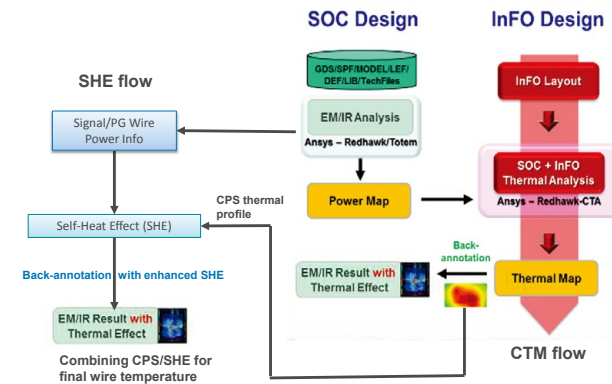 SOC Design
InFO Design
SHE flow
GDS/SPF/MODEL/LEF/
DEF/LIB/TechFiles
InFO Layout
Signal/PG Wire
Power Info
EM/IR Analysis
Ansys – Redhawk/Totem
SOC + InFO
Thermal Analysis
Ansys – Redhawk-CTA
CPS thermal
profile
Power Map
Self-Heat Effect (SHE)
Back-
annotation
Back-annotation with enhanced SHE
EM/IR Result with
Thermal Effect
Thermal Map
EM/IR Result with
Thermal Effect
Combining CPS/SHE for
final wire temperature
CTM flow